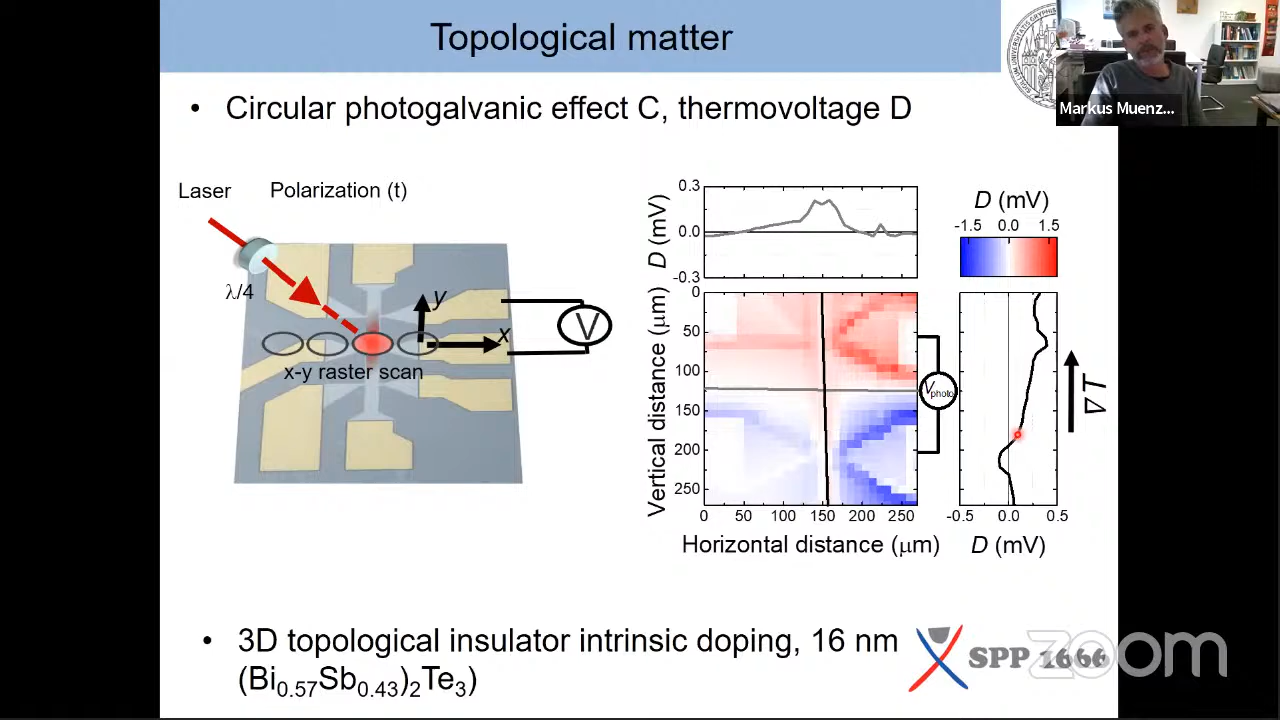 Topological matter
Markus Muenz...
• Circular photogalvanic effect C, thermovoltage D
Laser
Polarization (t)
λ/4
y
x
x-y raster scan
V
D (mV)
0.3
0.0
-0.3
D (mV)
-1.5 0.0 1.5
Vertical distance (μm)
0
50
100
150
200
250
0 50 100 150 200 250
Horizontal distance (μm)
Vphoto
-0.5 0.0 0.5
D (mV)
∇T
• 3D topological insulator intrinsic doping, 16 nm
(Bi0.57Sb0.43)2Te3)
SPP 1666
zoom